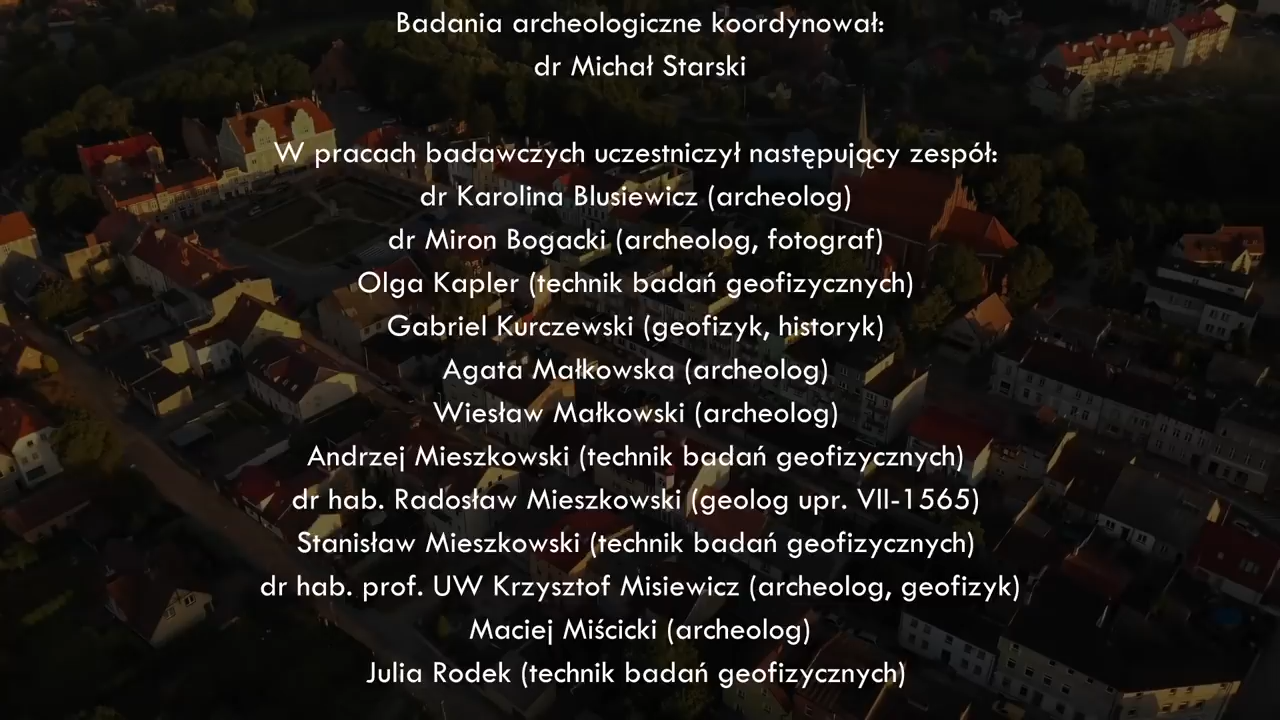 Badania archeologiczne koordynował:
dr Michał Starski
W pracach badawczych uczestniczył następujący zespół:
dr Karolina Blusiewicz (archeolog)
dr Miron Bogacki (archeolog, fotograf)
Olga Kapler (technik badań geofizycznych)
Gabriel Kurczewski (geofizyk, historyk)
Agata Małkowska (archeolog)
Wiesław Małkowski (archeolog)
Andrzej Mieszkowski (technik badań geofizycznych)
dr hab. Radosław Mieszkowski (geolog upr. VII-1565)
Stanisław Mieszkowski (technik badań geofizycznych)
dr hab. prof. UW Krzysztof Misiewicz (archeolog, geofizyk)
Maciej Miścicki (archeolog)
Julia Rodek (technik badań geofizycznych)